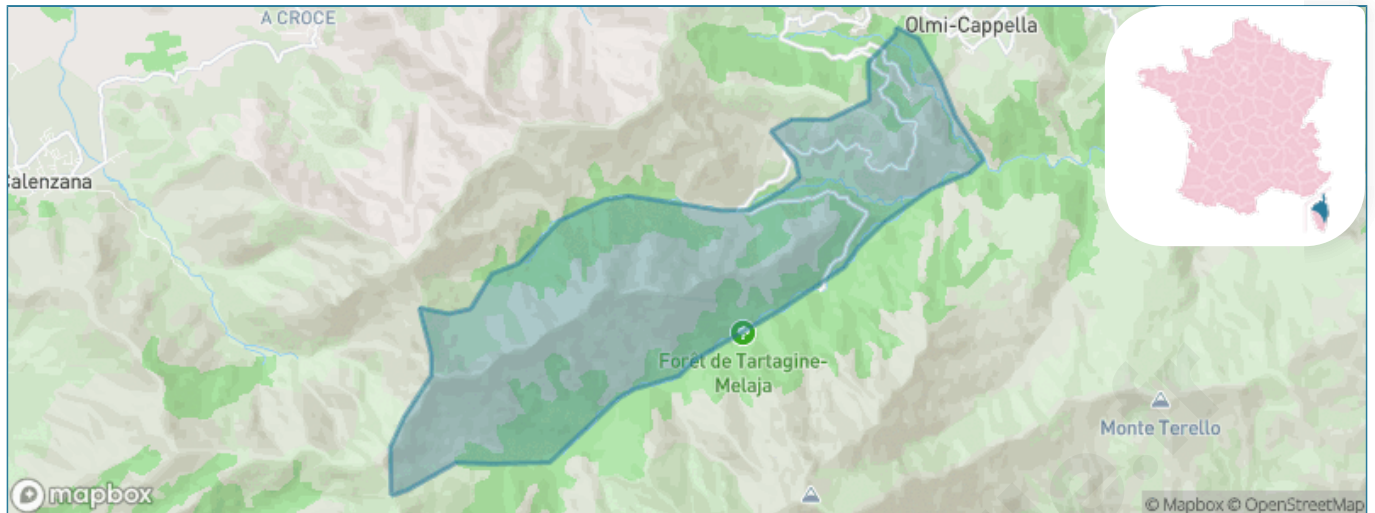 A CROCE
Olmi-Cappella
Calenzana
Forêt de Tartagine-
Melaja
Monte Terello
mapbox
© Mapbox © OpenStreetMap